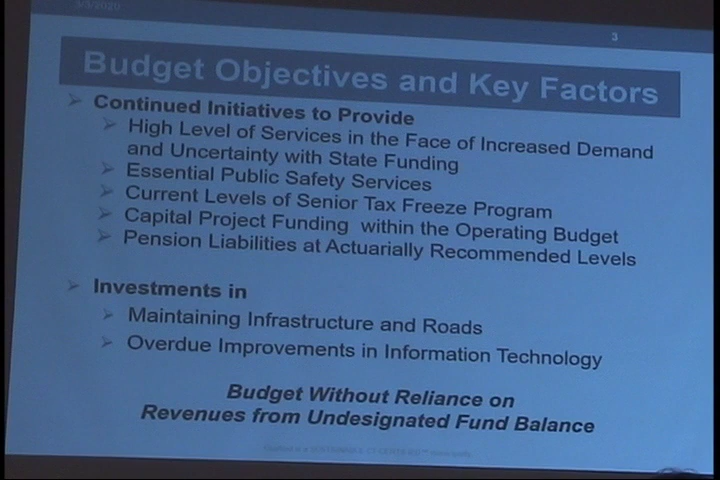 3/3/2020
3
Budget Objectives and Key Factors
Continued Initiatives to Provide
High Level of Services in the Face of Increased Demand
and Uncertainty with State Funding
Essential Public Safety Services
Current Levels of Senior Tax Freeze Program
Capital Project Funding within the Operating Budget
Pension Liabilities at Actuarially Recommended Levels
Investments in
Maintaining Infrastructure and Roads
Overdue Improvements in Information Technology
Budget Without Reliance on
Revenues from Undesignated Fund Balance